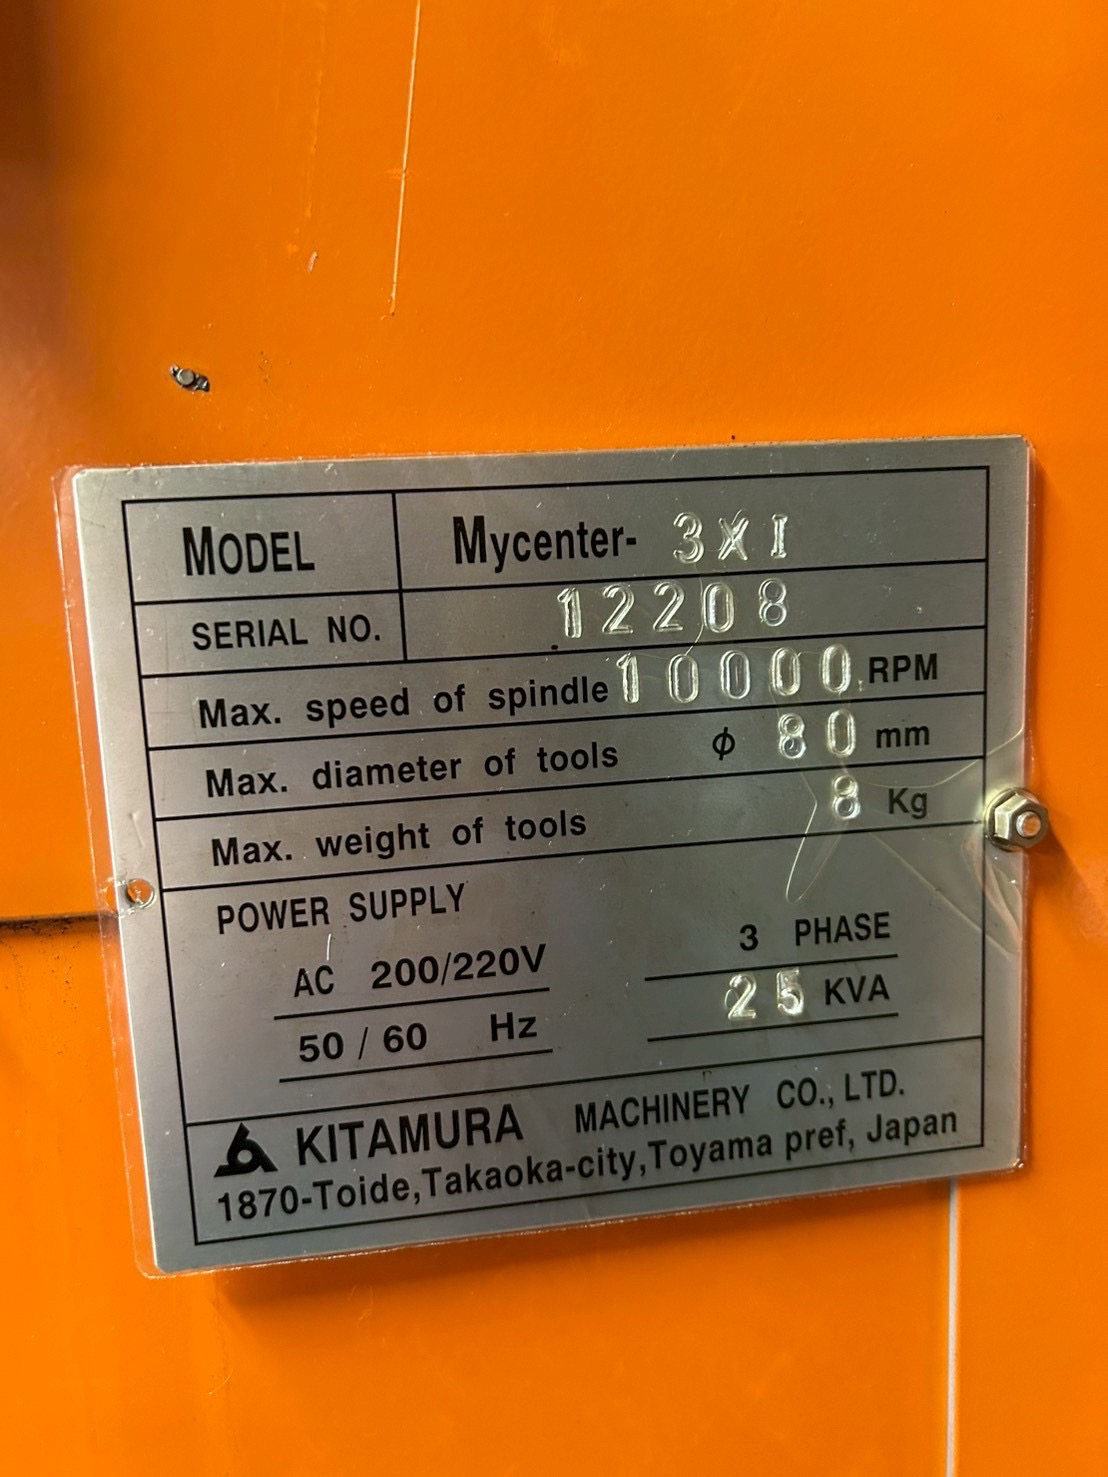 MODEL Mycenter- 3XI
SERIAL NO. 12208
Max. speed of spindle 10000 RPM
Max. diameter of tools φ 80 mm
Max. weight of tools 8 Kg
POWER SUPPLY
AC 200/220V 3 PHASE
50/60 Hz 25 KVA
KITAMURA MACHINERY CO., LTD.
1870-Toide,Takaoka-city,Toyama pref, Japan